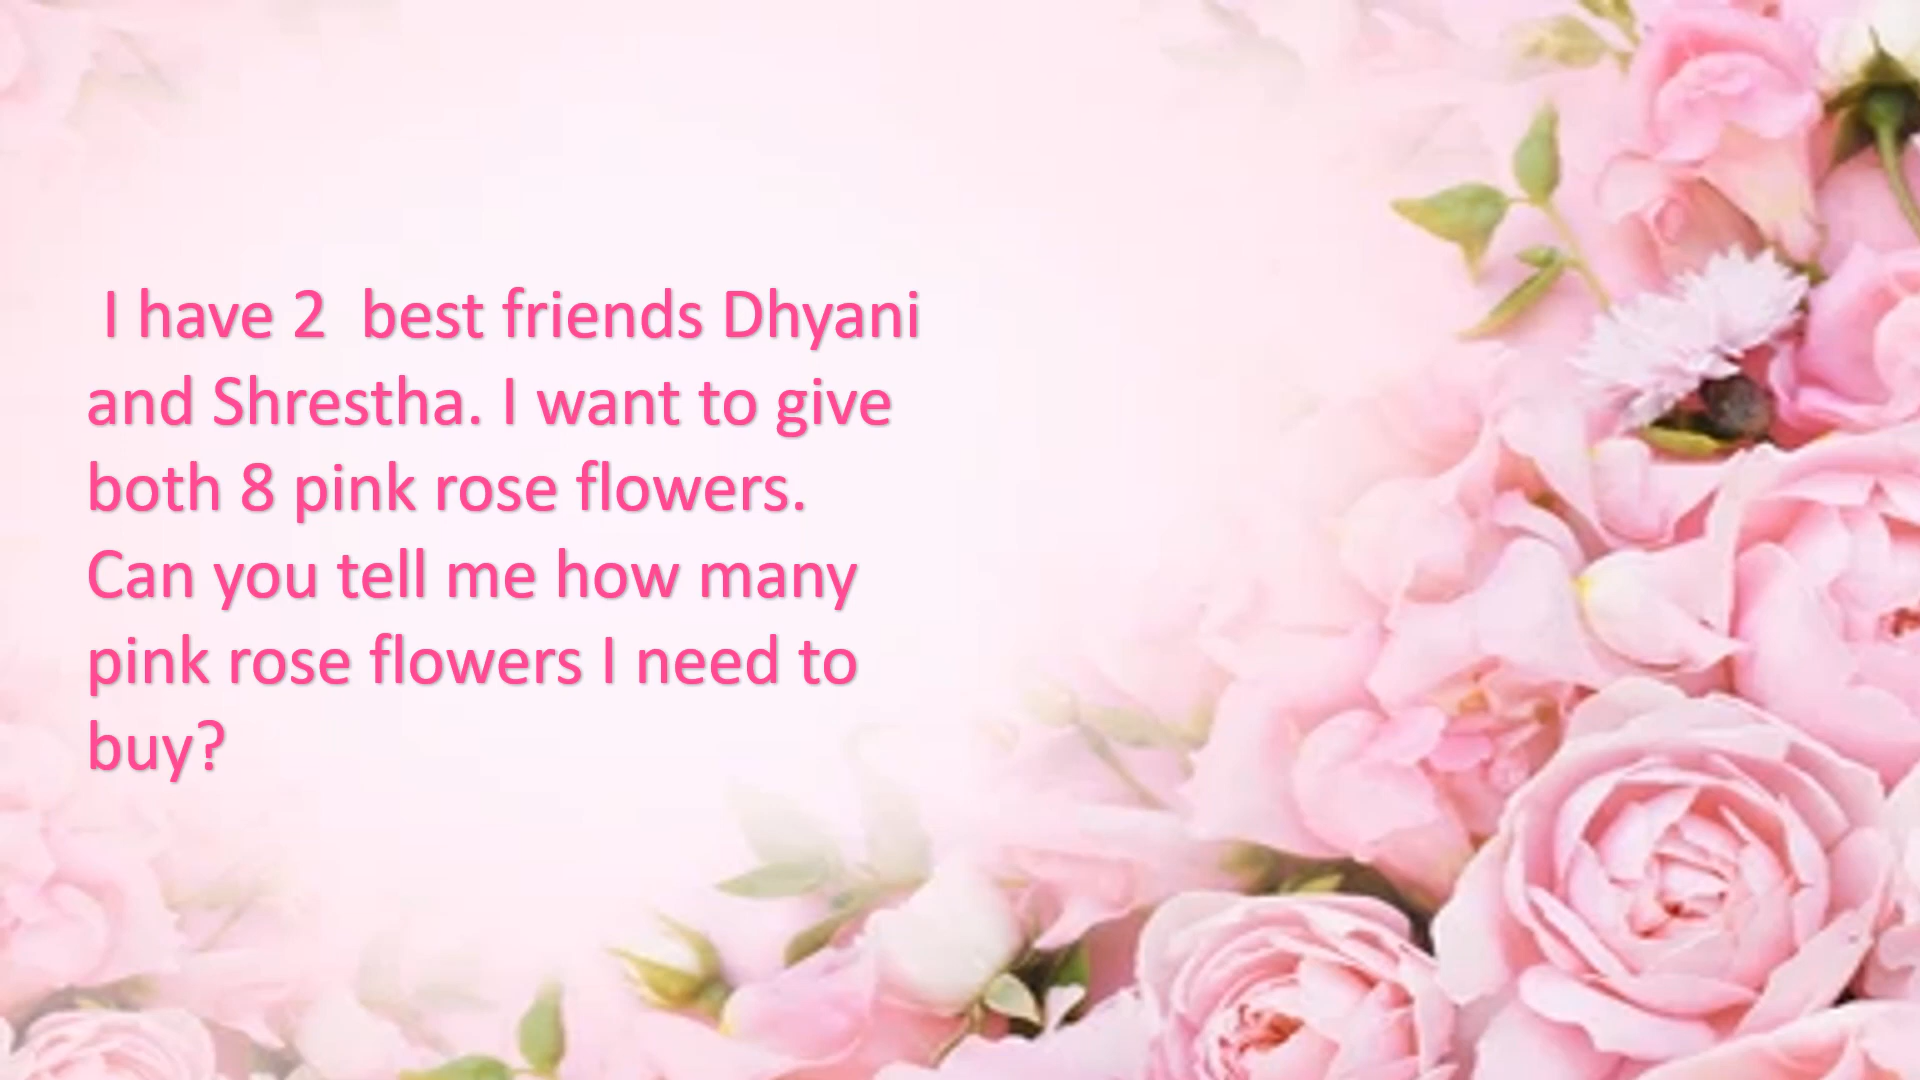 I have 2  best friends Dhyani
and Shrestha. I want to give
both 8 pink rose flowers.
Can you tell me how many
pink rose flowers I need to
buy?